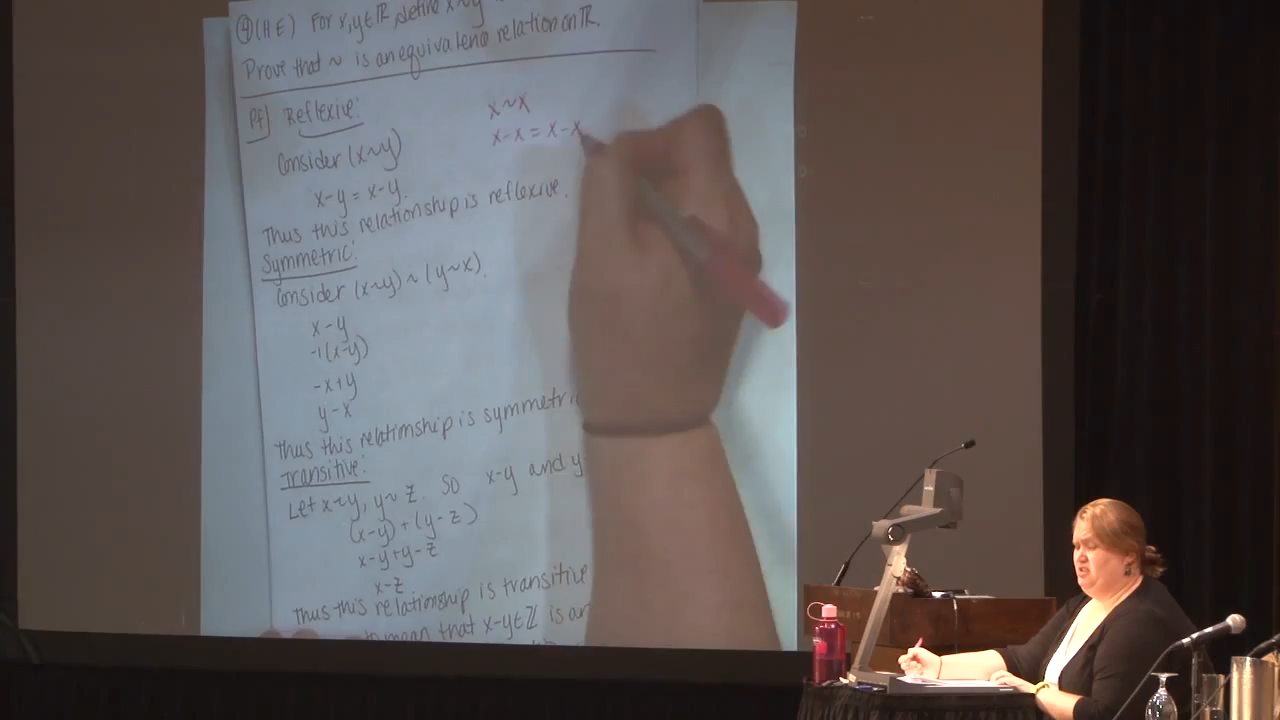 ④(HE) For x,y∈ℝ, define x~y
Prove that ~ is an equivalence relation on ℝ.
Pf] Reflexive:
x~x
x-x = x-x
Consider (x~y)
x-y = x-y.
Thus this relationship is reflexive.
Symmetric:
Consider (x~y)~(y~x).
x-y
-1(x-y)
-x+y
y-x
Thus this relationship is symmetric
Transitive:
Let x~y, y~z. So x-y and y
(x-y)+(y-z)
x-y+y-z
x-z
Thus this relationship is transitive
to mean that x-y∈ℤ is an